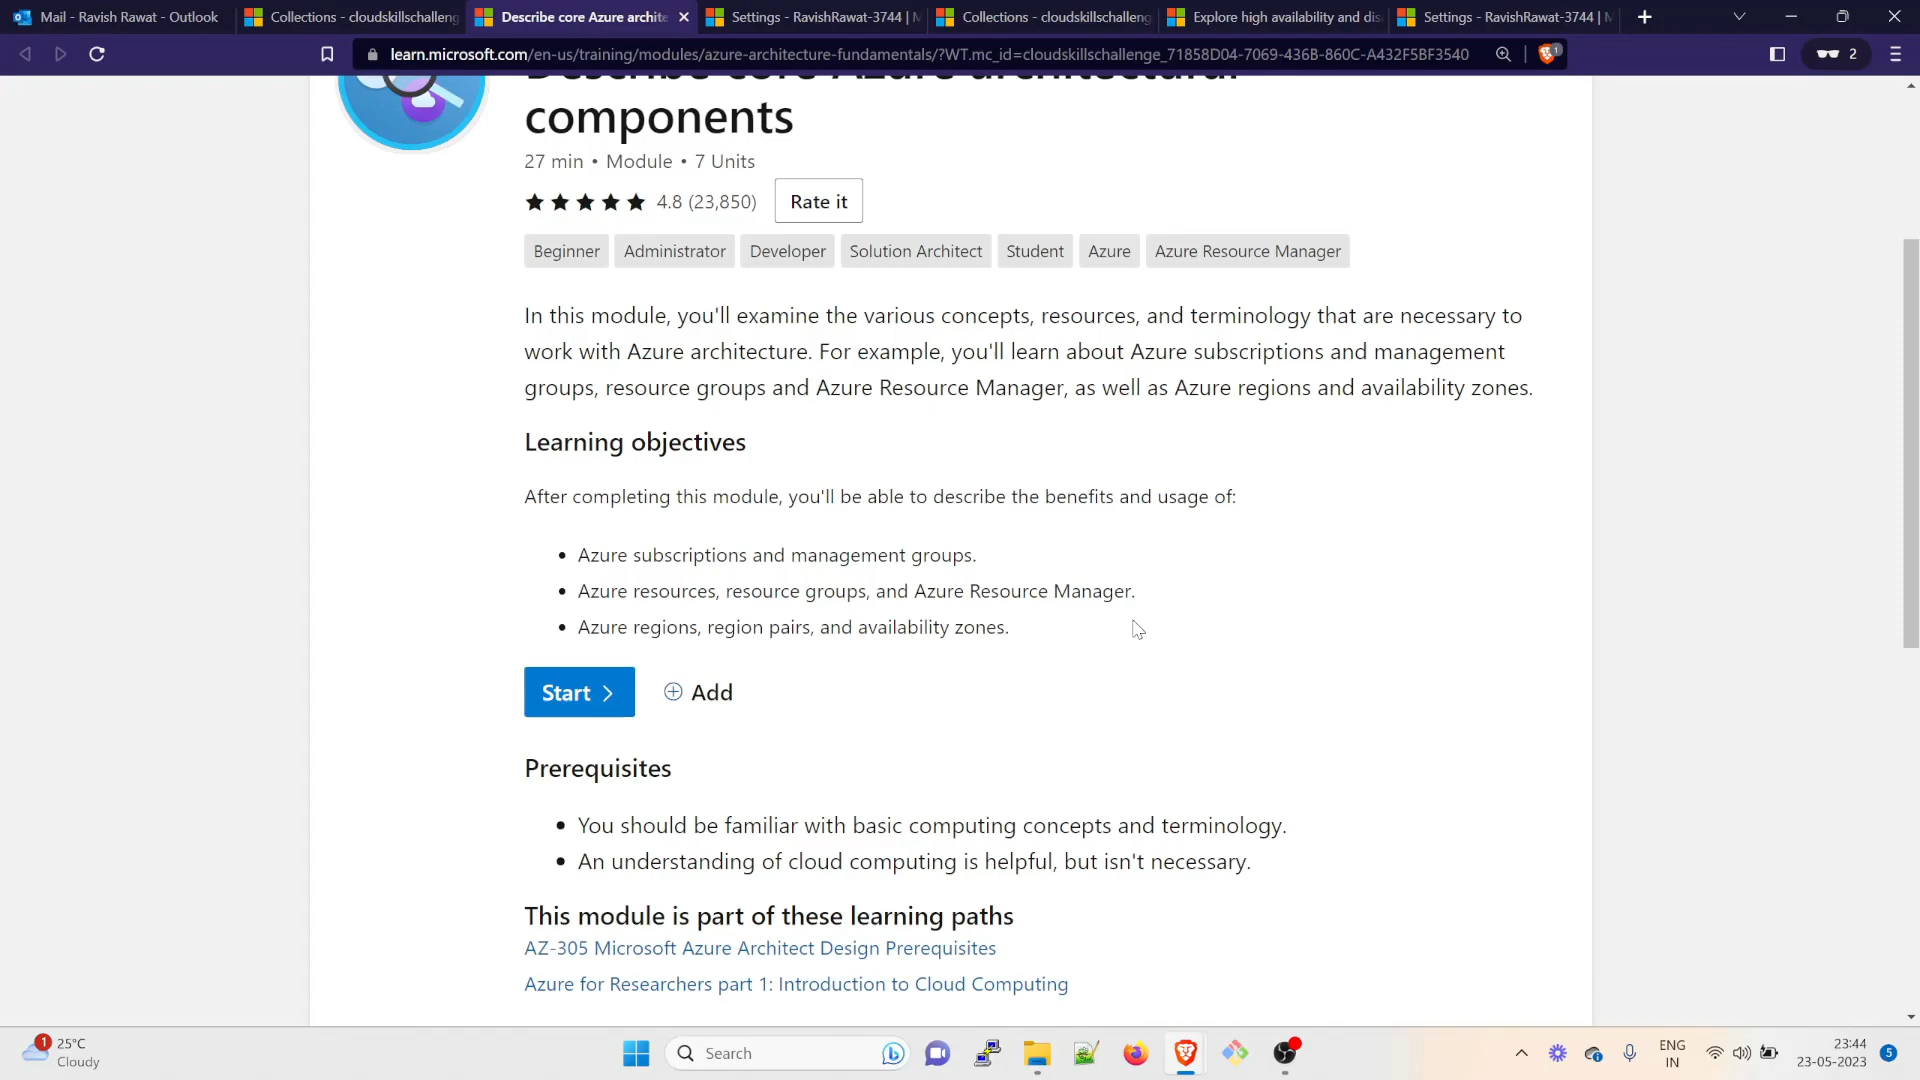 Mail - Ravish Rawat - Outlook
Collections - cloudskillschalleng
Describe core Azure archite
Settings - RavishRawat-3744 | M
Collections - cloudskillschalleng
Explore high availability and dis
Settings - RavishRawat-3744 | M
learn.microsoft.com/en-us/training/modules/azure-architecture-fundamentals/?WT.mc_id=cloudskillschallenge_71858D04-7069-436B-860C-A432F5BF3540
1
2
Describe core Azure architectural
components
27 min • Module • 7 Units
4.8 (23,850)
Rate it
Beginner Administrator Developer Solution Architect Student Azure Azure Resource Manager
In this module, you'll examine the various concepts, resources, and terminology that are necessary to
work with Azure architecture. For example, you'll learn about Azure subscriptions and management
groups, resource groups and Azure Resource Manager, as well as Azure regions and availability zones.
Learning objectives
After completing this module, you'll be able to describe the benefits and usage of:
• Azure subscriptions and management groups.
• Azure resources, resource groups, and Azure Resource Manager.
• Azure regions, region pairs, and availability zones.
Start
Add
Prerequisites
• You should be familiar with basic computing concepts and terminology.
• An understanding of cloud computing is helpful, but isn't necessary.
This module is part of these learning paths
AZ-305 Microsoft Azure Architect Design Prerequisites
Azure for Researchers part 1: Introduction to Cloud Computing
1
25°C
Cloudy
Search
ENG
IN
23:44
23-05-2023
5